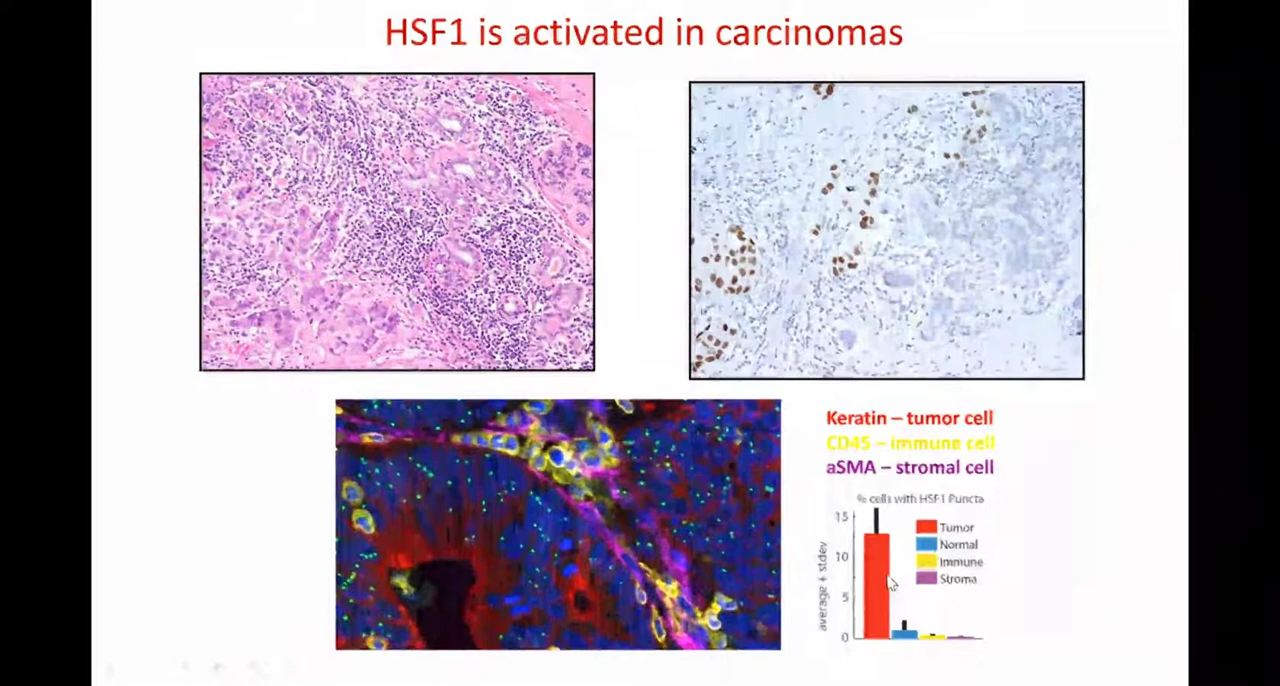 HSF1 is activated in carcinomas
Keratin – tumor cell
CD45 – immune cell
aSMA – stromal cell
% cells with HSF1 Puncta
15
10
5
0
average + stdev
Tumor
Normal
Immune
Stroma